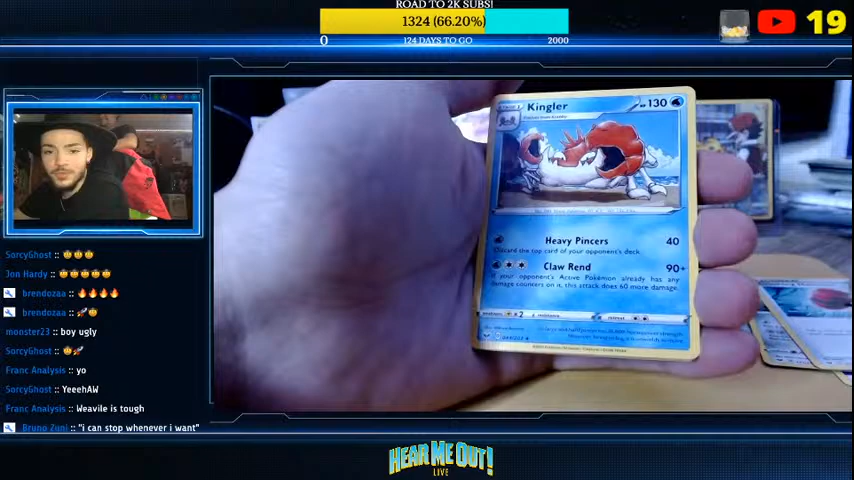 ROAD TO 2K SUBS!
1324 (66.20%)
0
124 DAYS TO GO
2000
19
Kingler
130
Heavy Pincers 40
Discard the top card of your opponent's deck.
Claw Rend 90+
If your opponent's Active Pokémon already has any
damage counters on it, this attack does 60 more damage.
SorcyGhost :: 🤠🤠🤠
Jon Hardy :: 🤠🤠🤠🤠🤠
brendozaa :: 🔥🔥🔥🔥
brendozaa :: 🚀🤠
mooster23 :: boy ugly
SorcyGhost :: 🤠🚀
Franc Analysis :: yo
SorcyGhost :: YeeehAW
Franc Analysis :: Weavile is tough
Bruno Zuni :: "i can stop whenever i want"
HEAR ME OUT!
LIVE